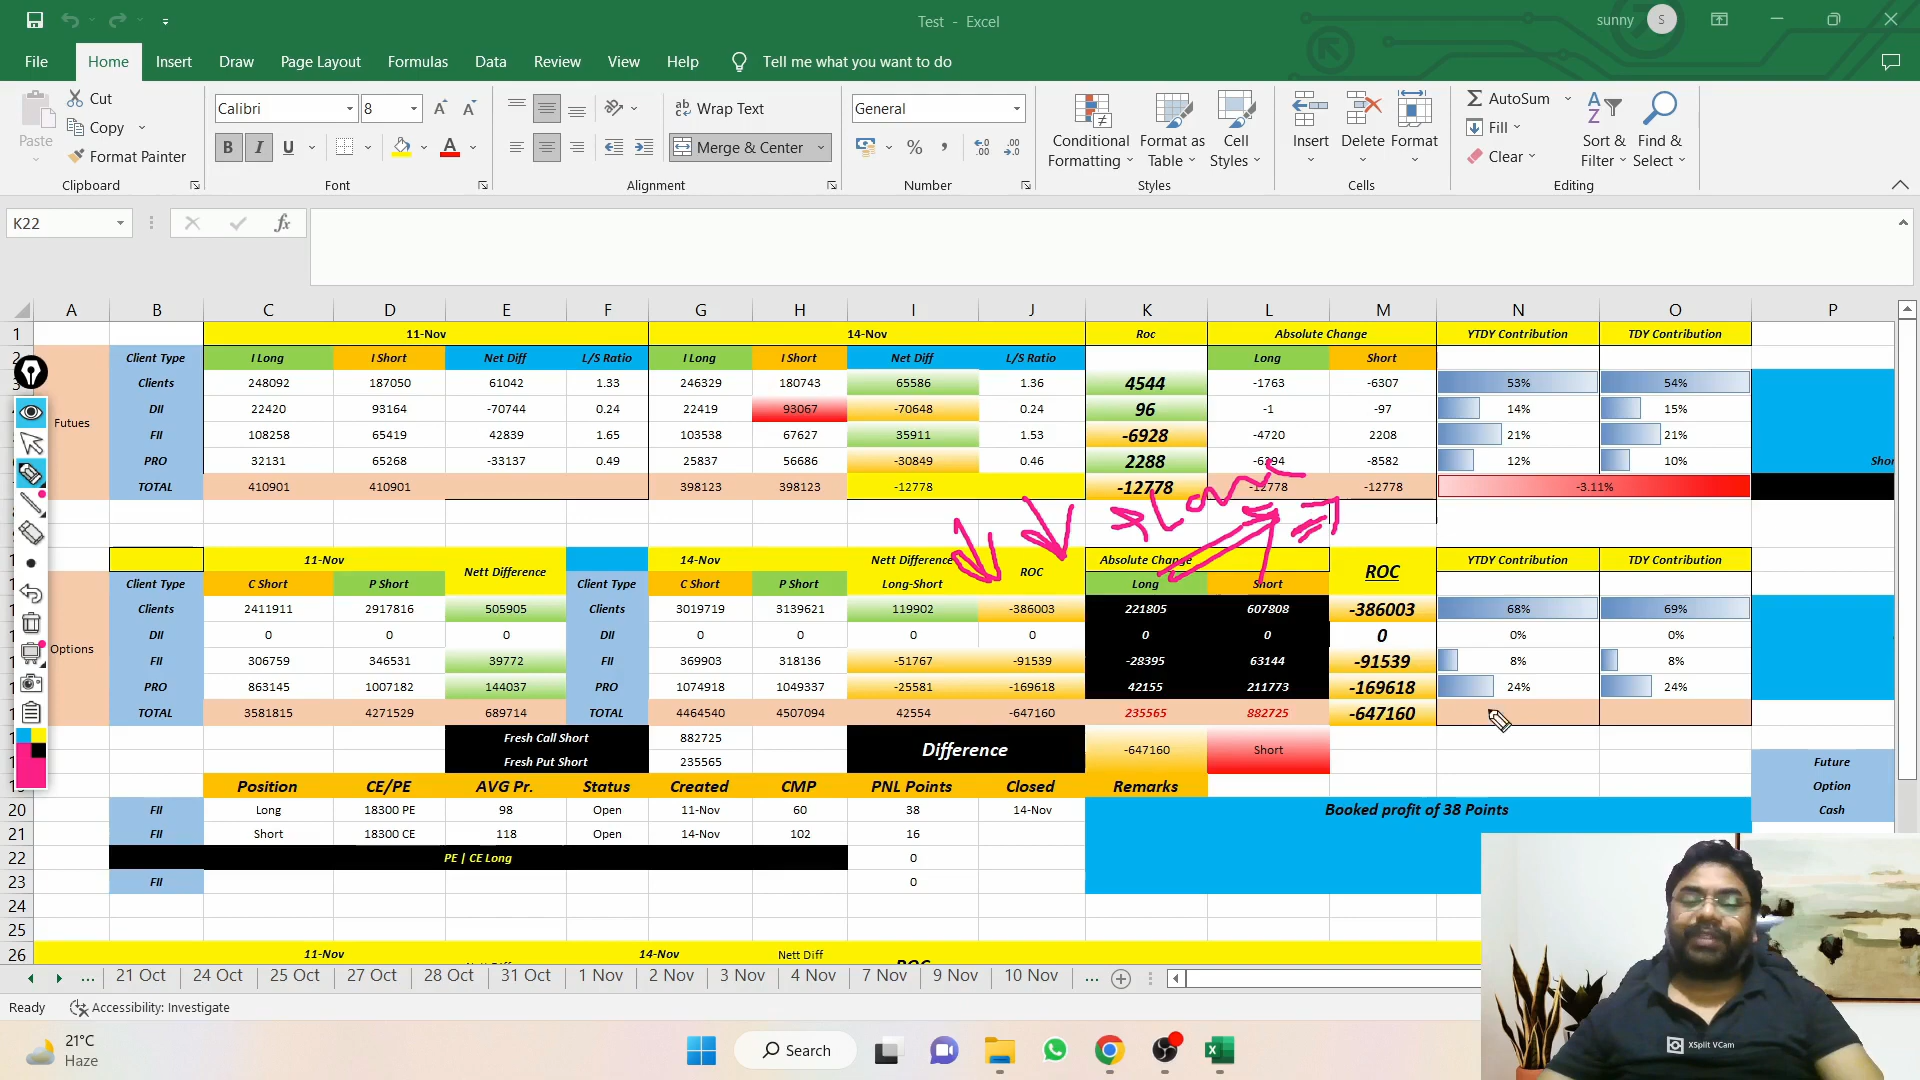 Test - Excel
sunny S
File Home Insert Draw Page Layout Formulas Data Review View Help Tell me what you want to do
Paste Cut Copy Format Painter
Calibri 8
B I U A
ab Wrap Text
Merge & Center
General
Conditional Formatting Format as Table Cell Styles
Insert Delete Format
AutoSum Fill Clear
Sort & Filter Find & Select
Clipboard Font Alignment Number Styles Cells Editing
K22 fx
A B C D E F G H I J K L M N O P
1 11-Nov 14-Nov Roc Absolute Change YTDY Contribution TDY Contribution
2 Client Type I Long I Short Net Diff L/S Ratio I Long I Short Net Diff L/S Ratio Long Short
Clients 248092 187050 61042 1.33 246329 180743 65586 1.36 4544 -1763 -6307 53% 54%
DII 22420 93164 -70744 0.24 22419 93067 -70648 0.24 96 -1 -97 14% 15%
Futues
FII 108258 65419 42839 1.65 103538 67627 35911 1.53 -6928 -4720 2208 21% 21%
PRO 32131 65268 -33137 0.49 25837 56686 -30849 0.46 2288 -6294 -8582 12% 10%
TOTAL 410901 410901 398123 398123 -12778 -12778 -12778 -12778 -3.11%
11-Nov Nett Difference 14-Nov Nett Difference ROC Absolute Change ROC YTDY Contribution TDY Contribution
Client Type C Short P Short Client Type C Short P Short Long-Short Long Short
Clients 2411911 2917816 505905 Clients 3019719 3139621 119902 -386003 221805 607808 -386003 68% 69%
DII 0 0 0 DII 0 0 0 0 0 0 0 0% 0%
Options
FII 306759 346531 39772 FII 369903 318136 -51767 -91539 -28395 63144 -91539 8% 8%
PRO 863145 1007182 144037 PRO 1074918 1049337 -25581 -169618 42155 211773 -169618 24% 24%
TOTAL 3581815 4271529 689714 TOTAL 4464540 4507094 42554 -647160 235565 882725 -647160
Fresh Call Short 882725 Difference -647160 Short
Fresh Put Short 235565
Future
Position CE/PE AVG Pr. Status Created CMP PNL Points Closed Remarks Option
20 FII Long 18300 PE 98 Open 11-Nov 60 38 14-Nov Booked profit of 38 Points Cash
21 FII Short 18300 CE 118 Open 14-Nov 102 16
22 PE | CE Long 0
23 FII 0
24
25
26 11-Nov 14-Nov Nett Diff
... 21 Oct 24 Oct 25 Oct 27 Oct 28 Oct 31 Oct 1 Nov 2 Nov 3 Nov 4 Nov 7 Nov 9 Nov 10 Nov ...
Ready Accessibility: Investigate
21°C
Haze
Search
XSplit VCam